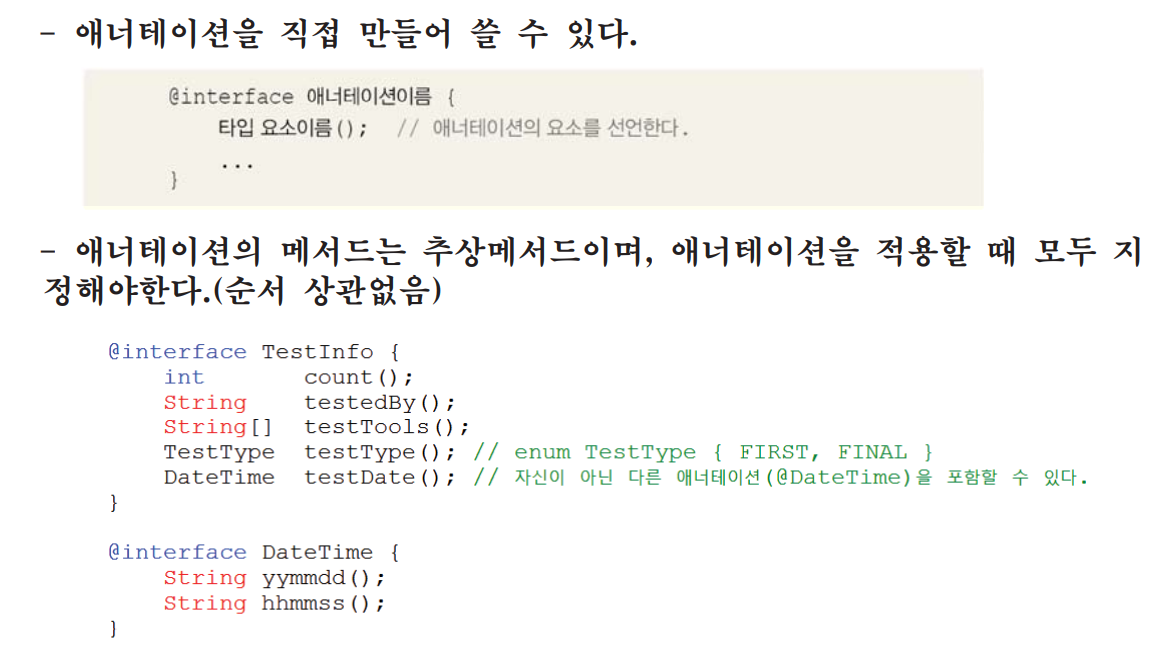 - 애너테이션을 직접 만들어 쓸 수 있다.
@interface 애너테이션이름 {
타입 요소이름(); // 애너테이션의 요소를 선언한다.
...
}
- 애너테이션의 메서드는 추상메서드이며, 애너테이션을 적용할 때 모두 지
정해야한다.(순서 상관없음)
@interface TestInfo {
int count();
String testedBy();
String[] testTools();
TestType testType(); // enum TestType { FIRST, FINAL }
DateTime testDate(); // 자신이 아닌 다른 애너테이션(@DateTime)을 포함할 수 있다.
}
@interface DateTime {
String yymmdd();
String hhmmss();
}